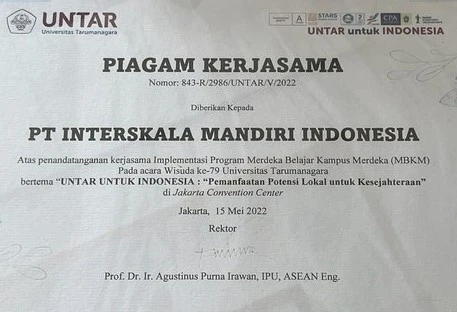 UNTAR
Universitas Tarumanagara
STARS
CPA
UNTAR untuk INDONESIA
PIAGAM KERJASAMA
Nomor: 843-R/2986/UNTAR/V/2022
Diberikan Kepada
PT INTERSKALA MANDIRI INDONESIA
Atas penandatanganan kerjasama Implementasi Program Merdeka Belajar Kampus Merdeka (MBKM)
Pada acara Wisuda ke-79 Universitas Tarumanagara
bertema "UNTAR UNTUK INDONESIA : "Pemanfaatan Potensi Lokal untuk Kesejahteraan"
di Jakarta Convention Center
Jakarta, 15 Mei 2022
Rektor
Prof. Dr. Ir. Agustinus Purna Irawan, IPU, ASEAN Eng.